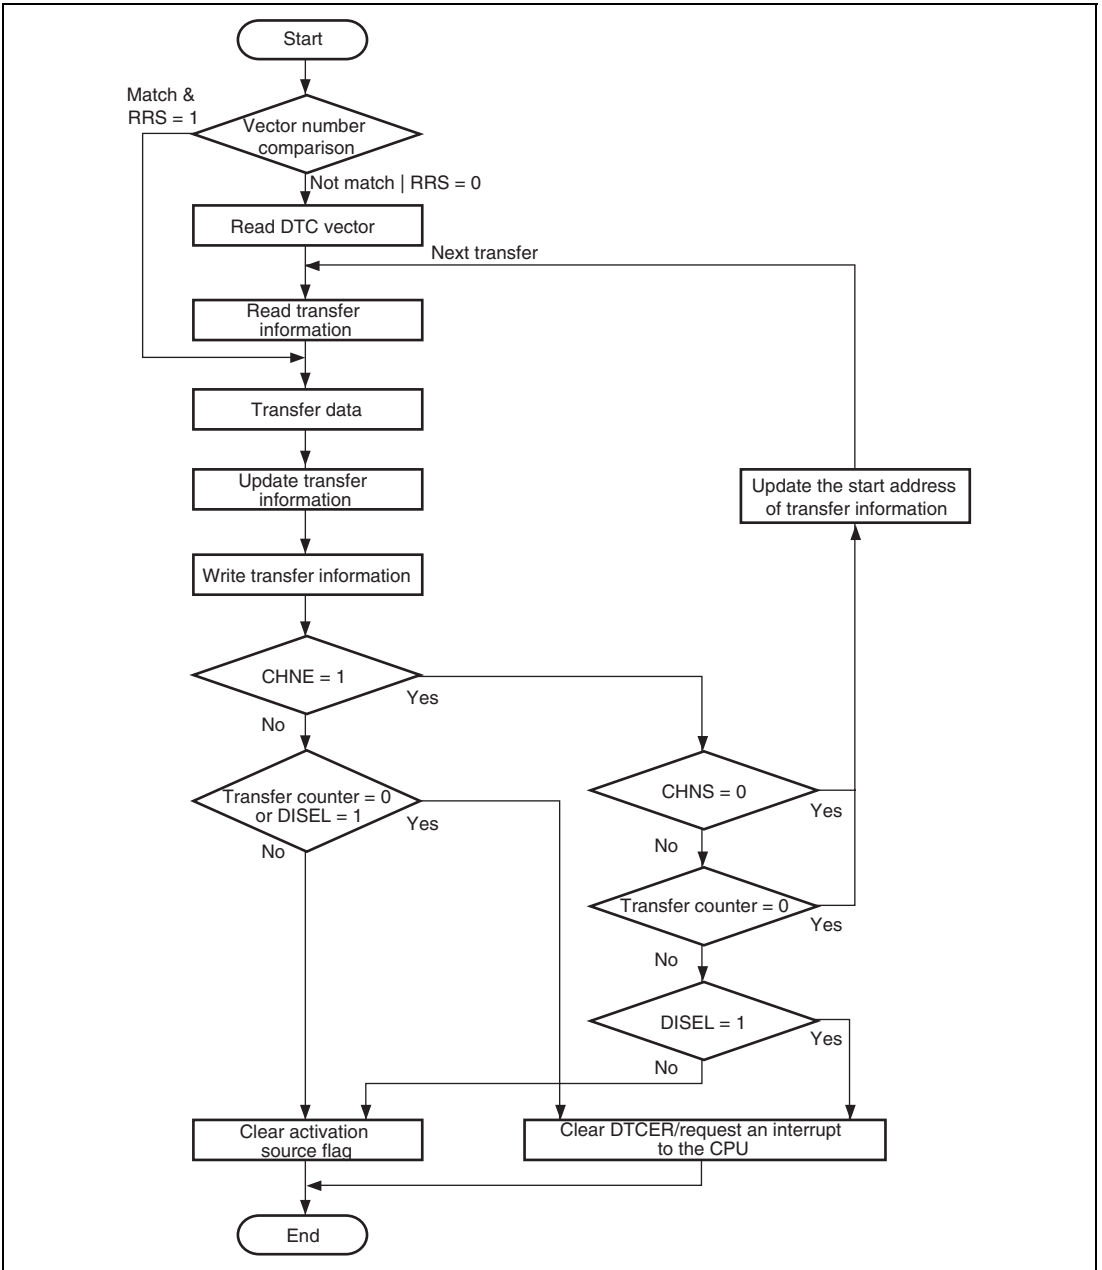 Start
Match &
RRS = 1
Vector number
comparison
Not match | RRS = 0
Read DTC vector
Next transfer
Read transfer
information
Transfer data
Update transfer
information
Update the start address
of transfer information
Write transfer information
CHNE = 1
Yes
No
CHNS = 0
Yes
Transfer counter = 0
or DISEL = 1
Yes
No
No
Transfer counter = 0
Yes
No
DISEL = 1
Yes
No
Clear activation
source flag
Clear DTCER/request an interrupt
to the CPU
End